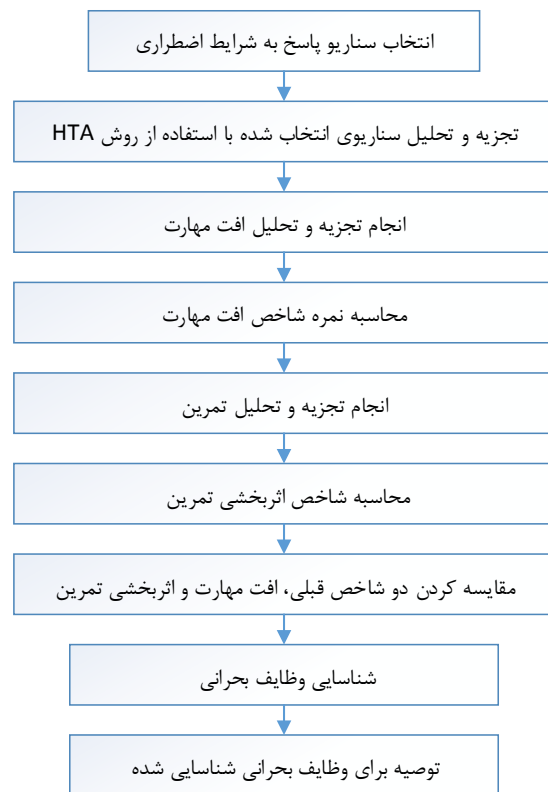 انتخاب سناریو پاسخ به شرایط اضطراری
تجزیه و تحلیل سناریوی انتخاب شده با استفاده از روش HTA
انجام تجزیه و تحلیل افت مهارت
محاسبه نمره شاخص افت مهارت
انجام تجزیه و تحلیل تمرین
محاسبه شاخص اثربخشی تمرین
مقایسه کردن دو شاخص قبلی، افت مهارت و اثربخشی تمرین
شناسایی وظایف بحرانی
توصیه برای وظایف بحرانی شناسایی شده